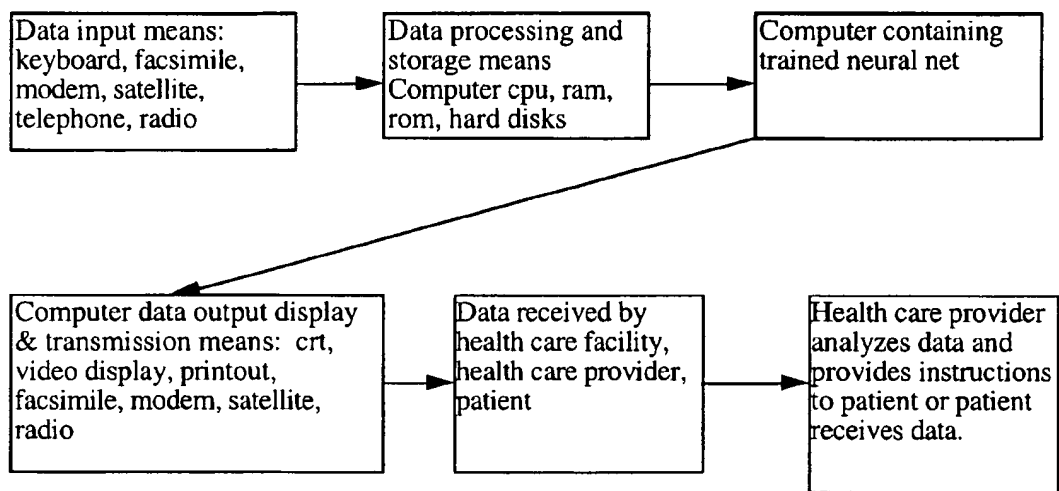 Data input means:
keyboard, facsimile,
modem, satellite,
telephone, radio
Data processing and
storage means
Computer cpu, ram,
rom, hard disks
Computer containing
trained neural net
Computer data output display
& transmission means: crt,
video display, printout,
facsimile, modem, satellite,
radio
Data received by
health care facility,
health care provider,
patient
Health care provider
analyzes data and
provides instructions
to patient or patient
receives data.